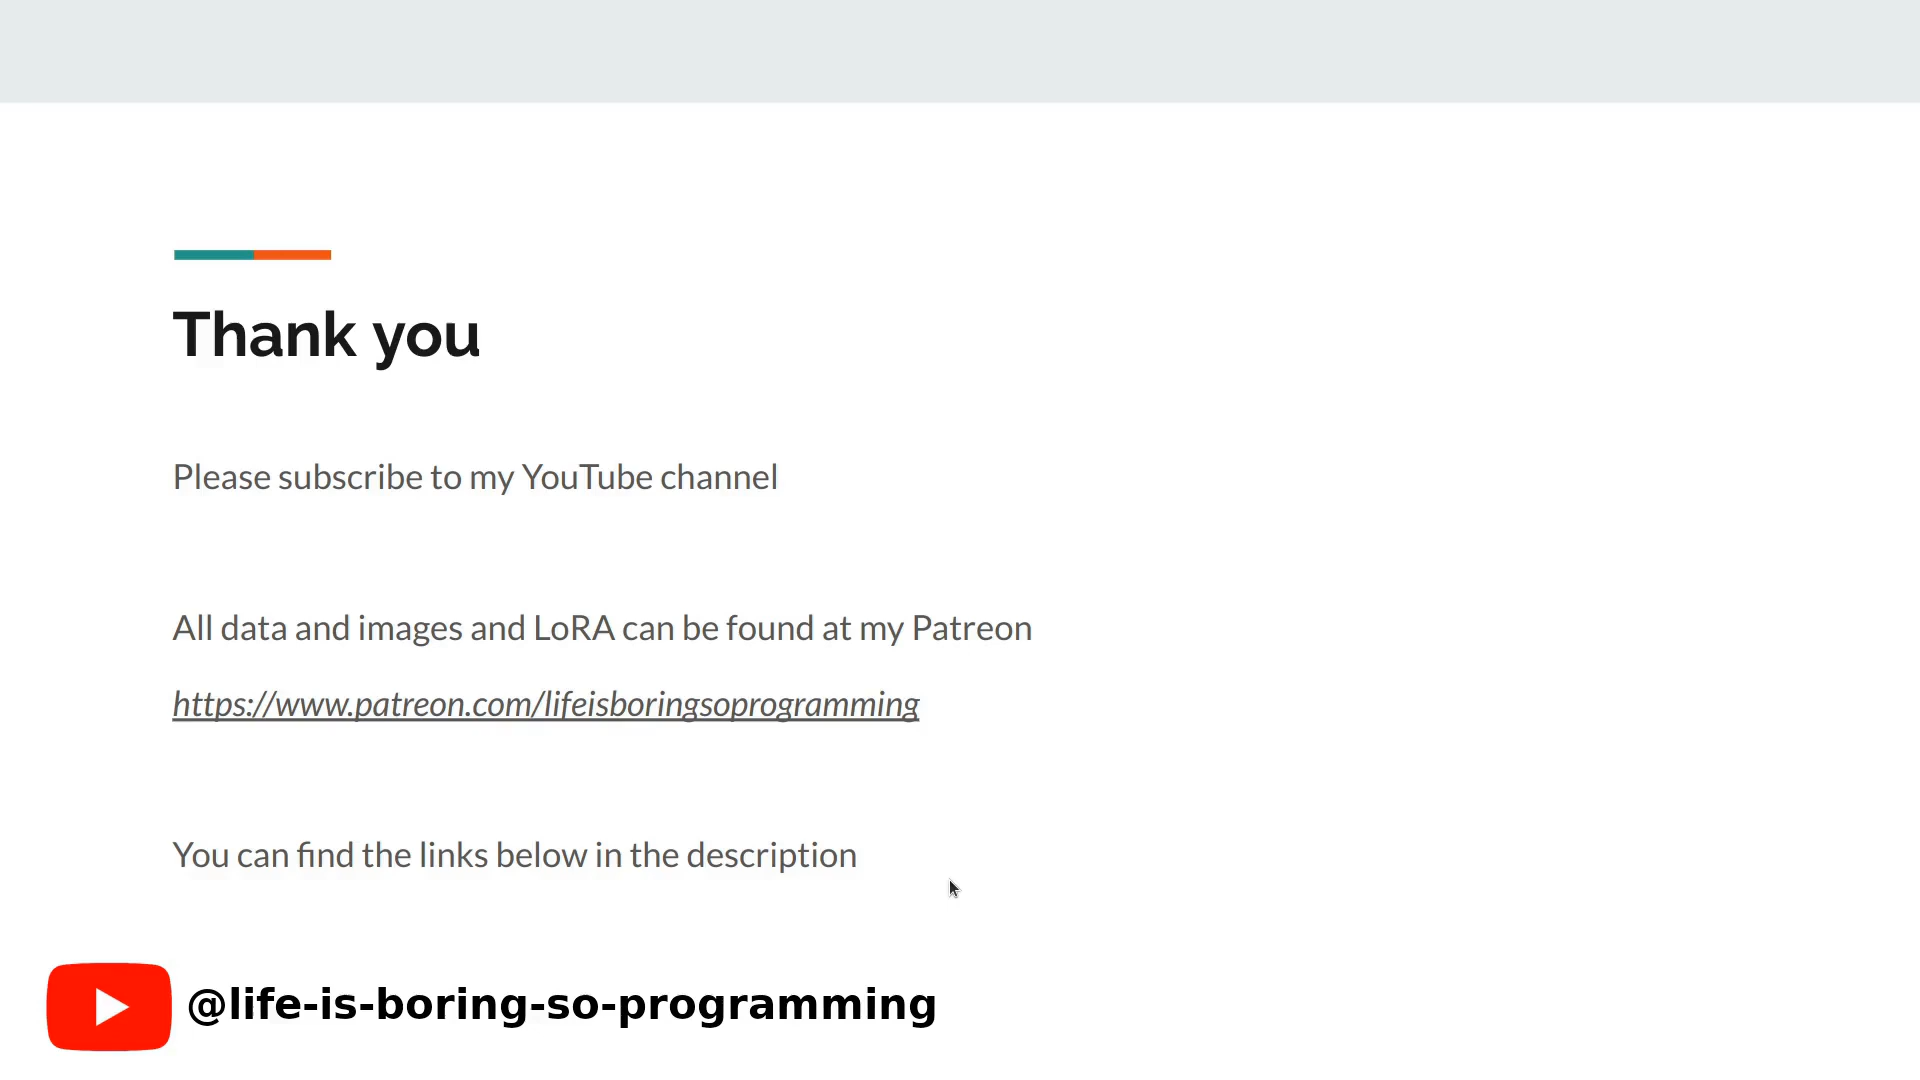 Thank you
Please subscribe to my YouTube channel
All data and images and LoRA can be found at my Patreon
https://www.patreon.com/lifeisboringsoprogramming
You can find the links below in the description
@life-is-boring-so-programming